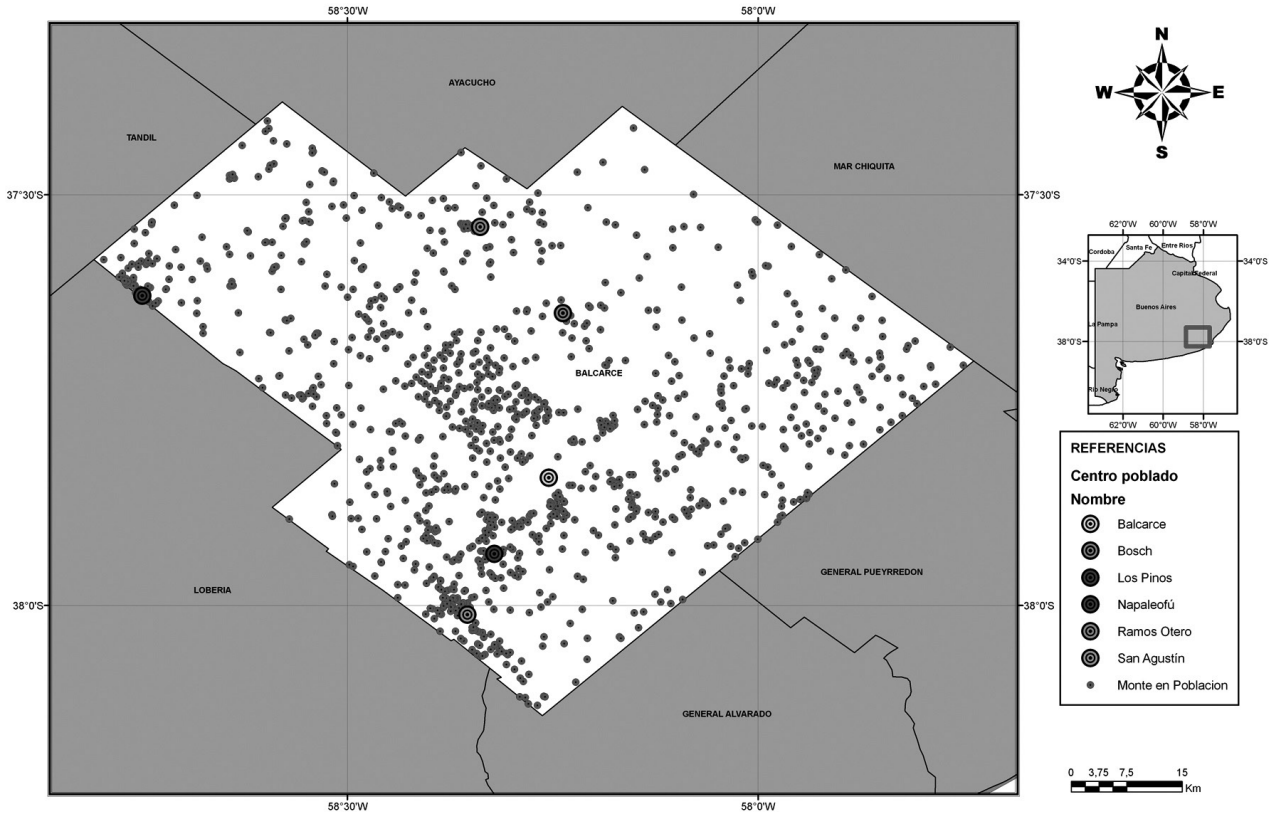 58°30'W 58°0'W
N
W E
S
AYACUCHO
TANDIL
MAR CHIQUITA
37°30'S 37°30'S
62°0'W 60°0'W 58°0'W
Cordoba Santa Fe Entre Rios
34°0'S 34°0'S
Capital Federal
Buenos Aires
La Pampa
38°0'S 38°0'S
Rio Negro
62°0'W 60°0'W 58°0'W
BALCARCE
REFERENCIAS
Centro poblado
Nombre
Balcarce
Bosch
Los Pinos
Napaleofú
Ramos Otero
San Agustín
Monte en Poblacion
GENERAL PUEYRREDON
LOBERIA
38°0'S 38°0'S
GENERAL ALVARADO
0 3,75 7,5 15
Km
58°30'W 58°0'W